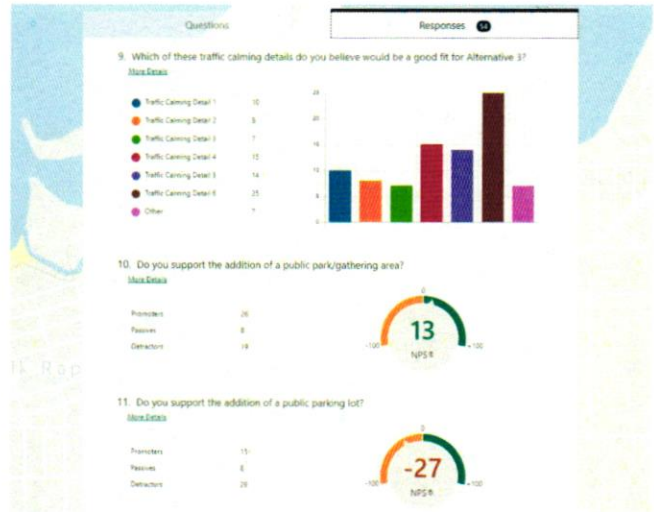 Questions
Responses 54
9. Which of these traffic calming details do you believe would be a good fit for Alternative 3?
More Details
Traffic Calming Detail 1 10
Traffic Calming Detail 2
Traffic Calming Detail 3 7
Traffic Calming Detail 4 15
Traffic Calming Detail 5 14
Traffic Calming Detail 6 25
Other 7
10. Do you support the addition of a public park/gathering area?
More Details
Promoters 26
Passives 8
Detractors
0
-100
13
100
NPS®
11. Do you support the addition of a public parking lot?
More Details
Promoters 15
Passives
Detractors
0
-100
-27
100
NPS®